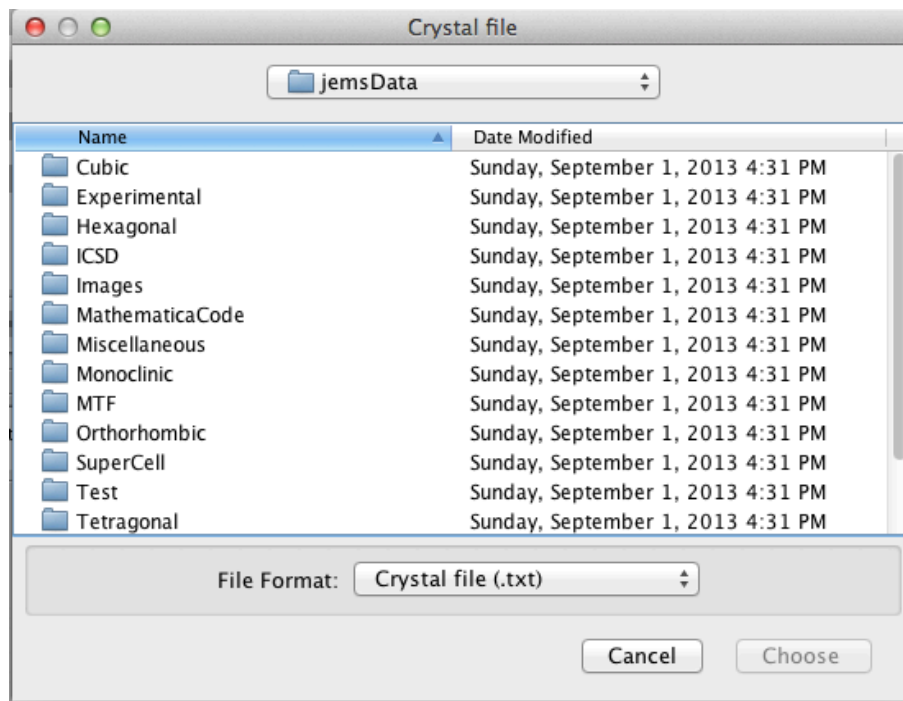 Crystal file
jemsData
Name Date Modified
Cubic Sunday, September 1, 2013 4:31 PM
Experimental Sunday, September 1, 2013 4:31 PM
Hexagonal Sunday, September 1, 2013 4:31 PM
ICSD Sunday, September 1, 2013 4:31 PM
Images Sunday, September 1, 2013 4:31 PM
MathematicaCode Sunday, September 1, 2013 4:31 PM
Miscellaneous Sunday, September 1, 2013 4:31 PM
Monoclinic Sunday, September 1, 2013 4:31 PM
MTF Sunday, September 1, 2013 4:31 PM
Orthorhombic Sunday, September 1, 2013 4:31 PM
SuperCell Sunday, September 1, 2013 4:31 PM
Test Sunday, September 1, 2013 4:31 PM
Tetragonal Sunday, September 1, 2013 4:31 PM
File Format: Crystal file (.txt)
Cancel Choose